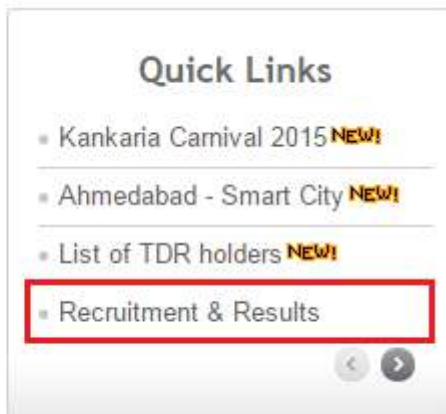 Quick Links
Kankaria Carnival 2015 NEW!
Ahmedabad - Smart City NEW!
List of TDR holders NEW!
Recruitment & Results